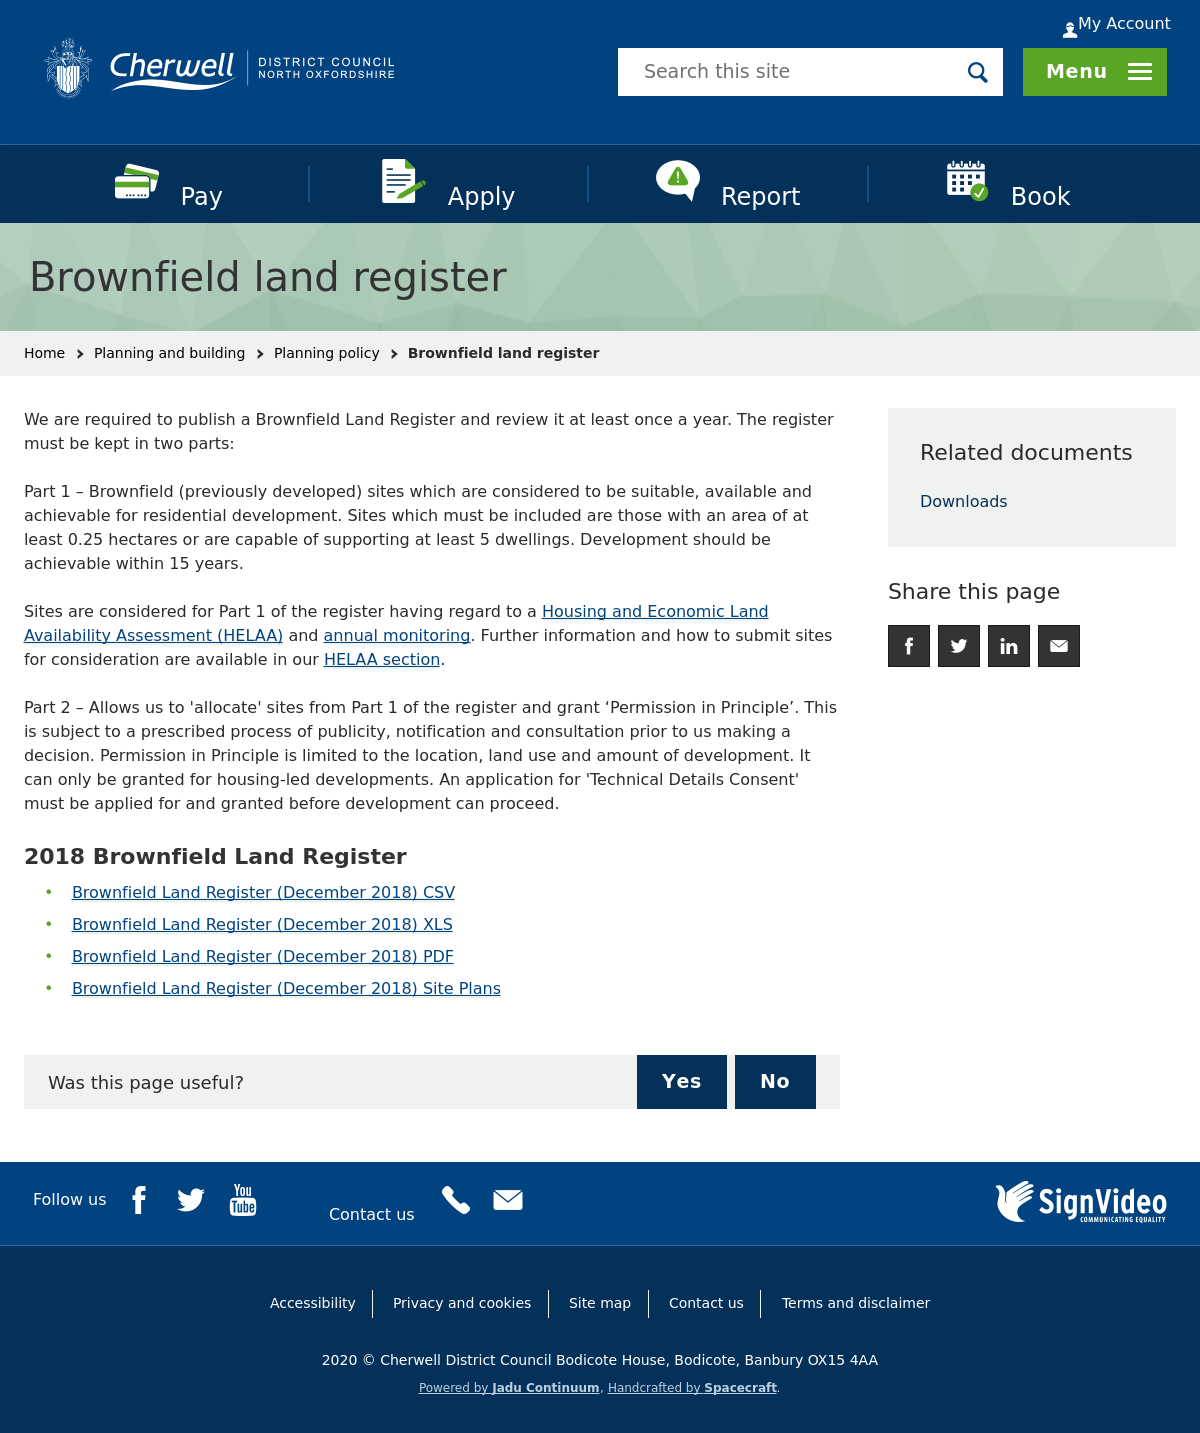 My Account
Cherwell
DISTRICT COUNCIL
NORTH OXFORDSHIRE
Search this site
Menu
Pay
Apply
Report
Book
Brownfield land register
Home
Planning and building
Planning policy
Brownfield land register
We are required to publish a Brownfield Land Register and review it at least once a year. The register
must be kept in two parts:
Part 1 – Brownfield (previously developed) sites which are considered to be suitable, available and
achievable for residential development. Sites which must be included are those with an area of at
least 0.25 hectares or are capable of supporting at least 5 dwellings. Development should be
achievable within 15 years.
Sites are considered for Part 1 of the register having regard to a Housing and Economic Land
Availability Assessment (HELAA) and annual monitoring. Further information and how to submit sites
for consideration are available in our HELAA section.
Part 2 – Allows us to 'allocate' sites from Part 1 of the register and grant ‘Permission in Principle’. This
is subject to a prescribed process of publicity, notification and consultation prior to us making a
decision. Permission in Principle is limited to the location, land use and amount of development. It
can only be granted for housing-led developments. An application for 'Technical Details Consent'
must be applied for and granted before development can proceed.
2018 Brownfield Land Register
• Brownfield Land Register (December 2018) CSV
• Brownfield Land Register (December 2018) XLS
• Brownfield Land Register (December 2018) PDF
• Brownfield Land Register (December 2018) Site Plans
Related documents
Downloads
Share this page
Was this page useful?
Yes
No
Follow us
You
Tube
Contact us
SignVideo
COMMUNICATING EQUALITY
Accessibility
Privacy and cookies
Site map
Contact us
Terms and disclaimer
2020 © Cherwell District Council Bodicote House, Bodicote, Banbury OX15 4AA
Powered by Jadu Continuum, Handcrafted by Spacecraft.